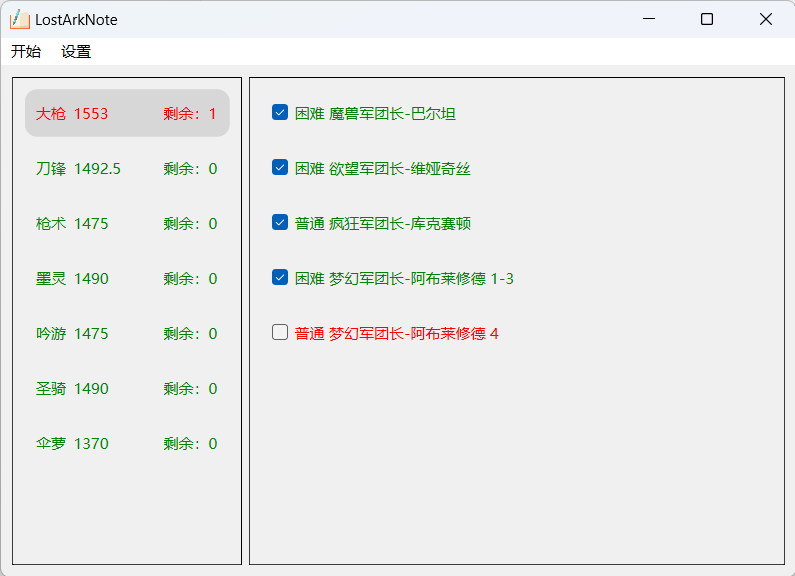 LostArkNote
开始 设置
大枪 1553 剩余：1
刀锋 1492.5 剩余：0
枪术 1475 剩余：0
墨灵 1490 剩余：0
吟游 1475 剩余：0
圣骑 1490 剩余：0
伞萝 1370 剩余：0
困难 魔兽军团长-巴尔坦
困难 欲望军团长-维娅奇丝
普通 疯狂军团长-库克赛顿
困难 梦幻军团长-阿布莱修德 1-3
普通 梦幻军团长-阿布莱修德 4